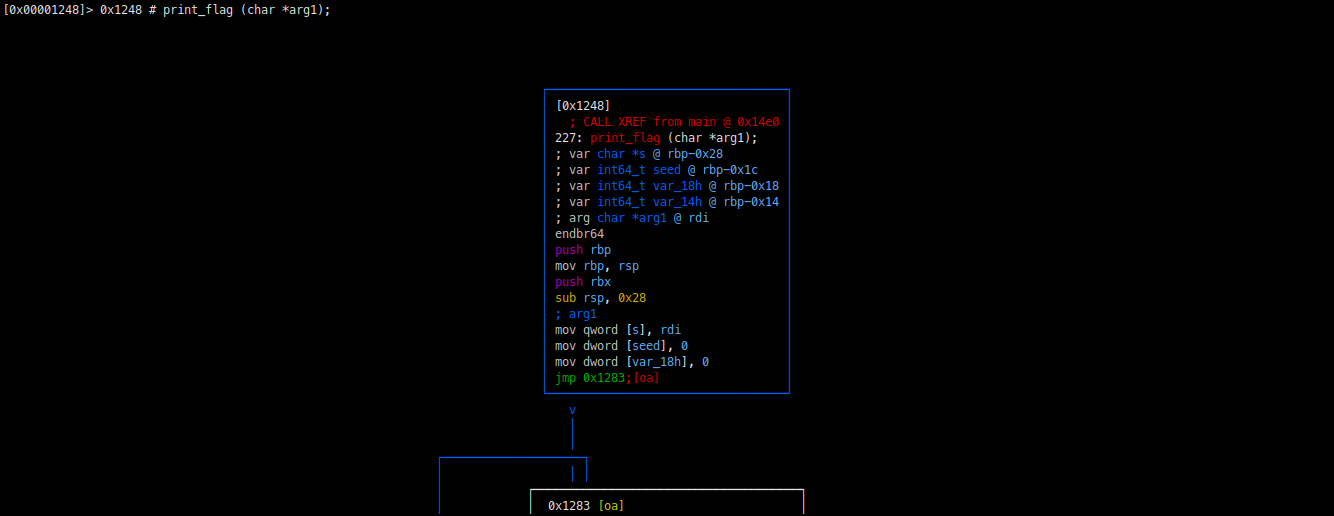 [0x00001248]> 0x1248 # print_flag (char *arg1);
[0x1248]
; CALL XREF from main @ 0x14e0
227: print_flag (char *arg1);
; var char *s @ rbp-0x28
; var int64_t seed @ rbp-0x1c
; var int64_t var_18h @ rbp-0x18
; var int64_t var_14h @ rbp-0x14
; arg char *arg1 @ rdi
endbr64
push rbp
mov rbp, rsp
push rbx
sub rsp, 0x28
; arg1
mov qword [s], rdi
mov dword [seed], 0
mov dword [var_18h], 0
jmp 0x1283;[oa]
v
0x1283 [oa]